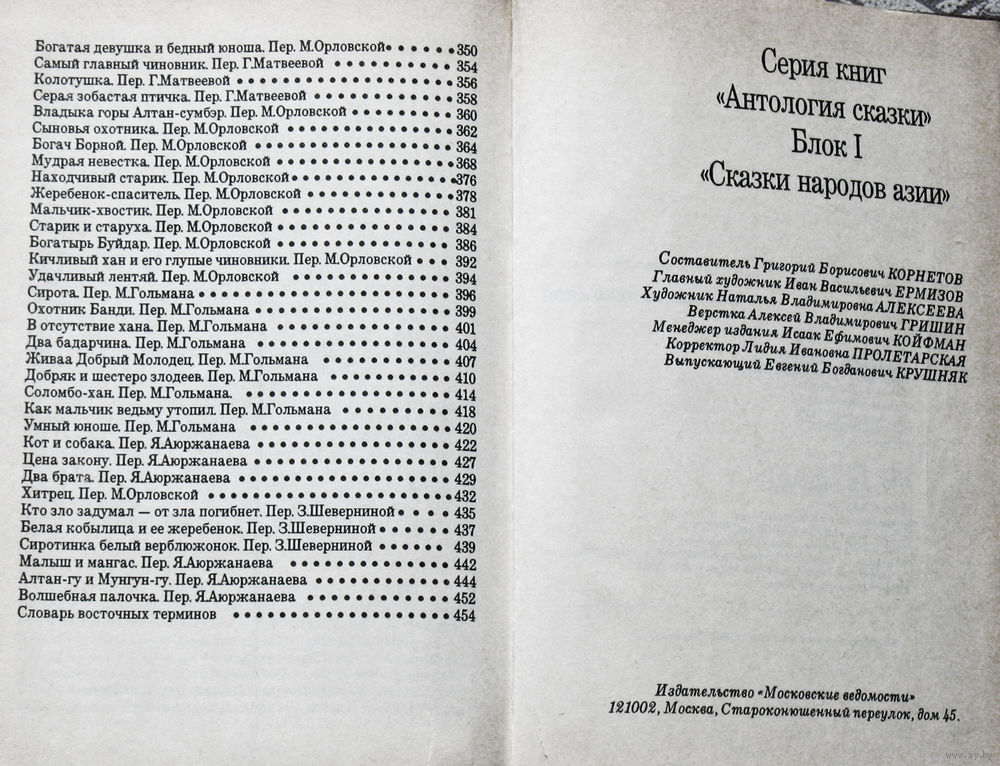 Богатая девушка и бедный юноша. Пер. М.Орловской • • • • • • 350
Самый главный чиновник. Пер. Г.Матвеевой • • • • • • • • • 354
Колотушка. Пер. Г.Матвеевой • • • • • • • • • • • • • • • • 356
Серая зобастая птичка. Пер. Г.Матвеевой • • • • • • • • • • • 358
Владыка горы Алтан-сумбэр. Пер. М.Орловской • • • • • • • • 360
Сыновья охотника. Пер. М.Орловской • • • • • • • • • • • • 362
Богач Борной. Пер. М.Орловской • • • • • • • • • • • • • • • 364
Мудрая невестка. Пер. М.Орловской • • • • • • • • • • • • • 368
Находчивый старик. Пер. М.Орловской • • • • • • • • • • • • 376
Жеребенок-спаситель. Пер. М.Орловской • • • • • • • • • • • 378
Мальчик-хвостик. Пер. М.Орловской • • • • • • • • • • • • • 381
Старик и старуха. Пер. М.Орловской • • • • • • • • • • • • • 384
Богатырь Буйдар. Пер. М.Орловской • • • • • • • • • • • • • 386
Кичливый хан и его глупые чиновники. Пер. М.Орловской • • • 392
Удачливый лентяй. Пер. М.Орловской • • • • • • • • • • • 394
Сирота. Пер. М.Гольмана • • • • • • • • • • • • • • • • • • 396
Охотник Банди. Пер. М.Гольмана • • • • • • • • • • • • • • • 399
В отсутствие хана. Пер. М.Гольмана • • • • • • • • • • • • • 401
Два бадарчина. Пер. М.Гольмана • • • • • • • • • • • • • • 404
Живаа Добрый Молодец. Пер. М.Гольмана • • • • • • • • • • 407
Добряк и шестеро злодеев. Пер. М.Гольмана • • • • • • • • • 410
Соломбо-хан. Пер. М.Гольмана. • • • • • • • • • • • • • • • 414
Как мальчик ведьму утопил. Пер. М.Гольмана • • • • • • • • 418
Умный юноше. Пер. М.Гольмана • • • • • • • • • • • • • • • 420
Кот и собака. Пер. Я.Аюржанаева • • • • • • • • • • • • • • • 422
Цена закону. Пер. Я.Аюржанаева • • • • • • • • • • • • • • • 427
Два брата. Пер. Я.Аюржанаева • • • • • • • • • • • • • • • • 429
Хитрец. Пер. М.Орловской • • • • • • • • • • • • • • • • • • 432
Кто зло задумал — от зла погибнет. Пер. З.Шеверниной • • • • 435
Белая кобылица и ее жеребенок. Пер. З.Шеверниной • • • • • • 437
Сиротинка белый верблюжонок. Пер. З.Шеверниной • • • • • • 439
Малыш и мангас. Пер. Я.Аюржанаева • • • • • • • • • • • • 442
Алтан-гу и Мунгун-гу. Пер. Я.Аюржанаева • • • • • • • • • • 444
Волшебная палочка. Пер. Я.Аюржанаева • • • • • • • • • • • 452
Словарь восточных терминов • • • • • • • • • • • • • • • • 454
Серия книг
«Антология сказки»
Блок I
«Сказки народов азии»
Составитель Григорий Борисович КОРНЕТОВ
Главный художник Иван Васильевич ЕРМИЗОВ
Художник Наталья Владимировна АЛЕКСЕЕВА
Верстка Алексей Владимирович ГРИШИН
Менеджер издания Исаак Ефимович КОЙФМАН
Корректор Лидия Ивановна ПРОЛЕТАРСКАЯ
Выпускающий Евгений Богданович КРУШНЯК
Издательство «Московские ведомости»
121002, Москва, Староконюшенный переулок, дом 45.
www.ay.by